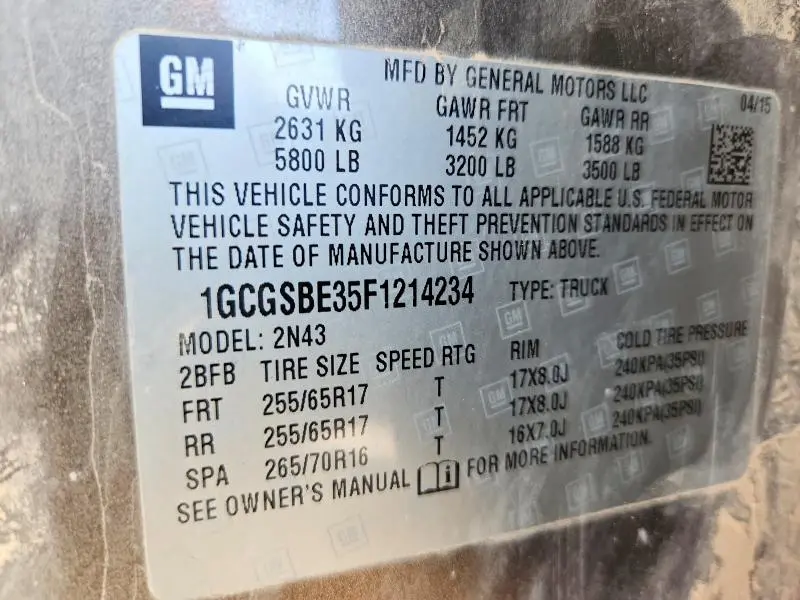 GM
MFD BY GENERAL MOTORS LLC
04/15
GVWR GAWR FRT GAWR RR
2631 KG 1452 KG 1588 KG
5800 LB 3200 LB 3500 LB
THIS VEHICLE CONFORMS TO ALL APPLICABLE U.S. FEDERAL MOTOR
VEHICLE SAFETY AND THEFT PREVENTION STANDARDS IN EFFECT ON
THE DATE OF MANUFACTURE SHOWN ABOVE.
1GCGSBE35F1214234 TYPE: TRUCK
MODEL: 2N43
2BFB TIRE SIZE SPEED RTG RIM COLD TIRE PRESSURE
FRT 255/65R17 T 17X8.0J 240KPA(35PSI)
RR 255/65R17 T 17X8.0J 240KPA(35PSI)
SPA 265/70R16 T 16X7.0J 240KPA(35PSI)
SEE OWNER'S MANUAL FOR MORE INFORMATION.